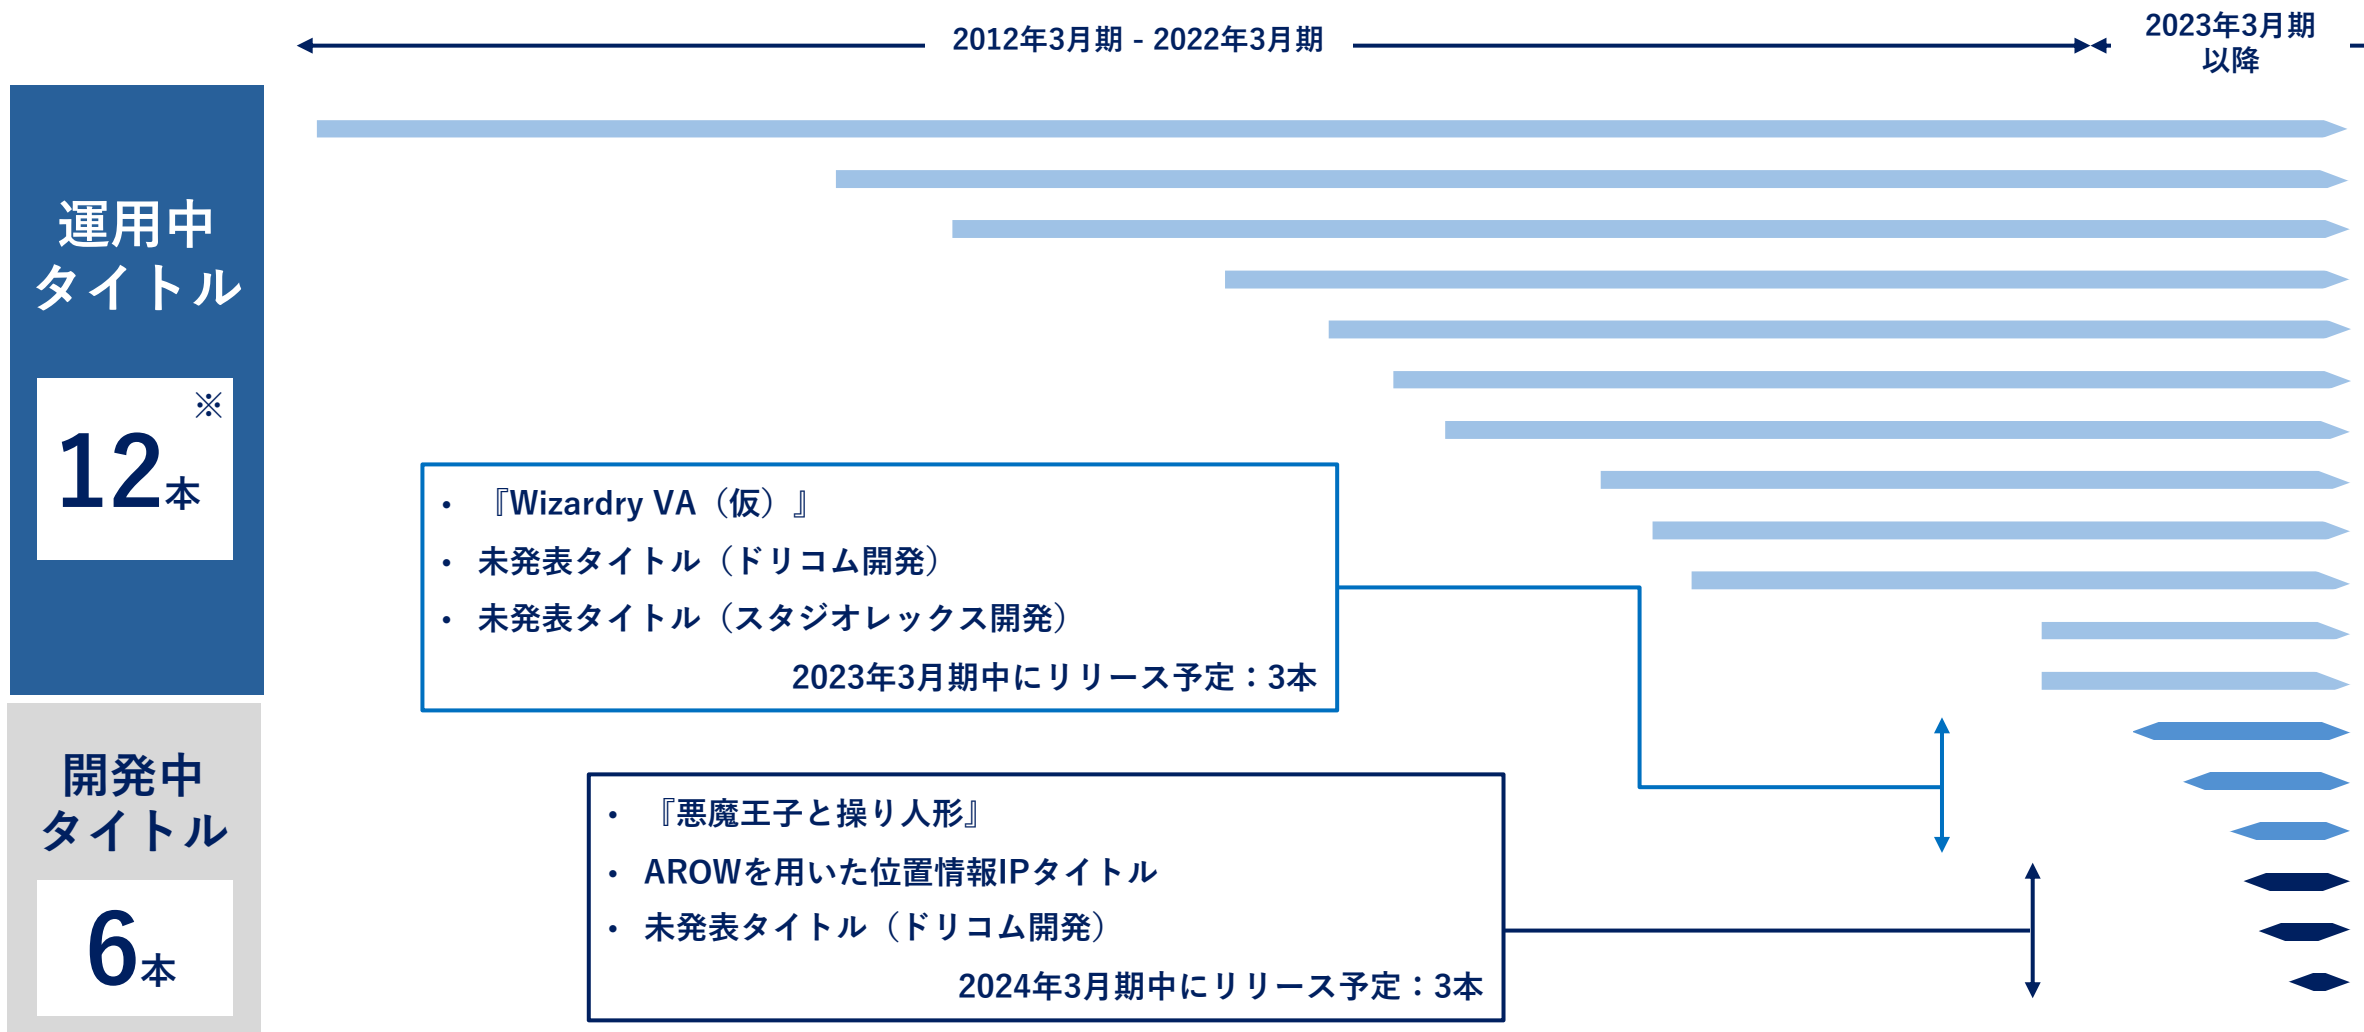 2012年3月期 - 2022年3月期
2023年3月期
以降
運用中
タイトル
※
12本
• 『Wizardry VA（仮）』
• 未発表タイトル（ドリコム開発）
• 未発表タイトル（スタジオレックス開発）
2023年3月期中にリリース予定：3本
開発中
タイトル
6本
• 『悪魔王子と操り人形』
• AROWを用いた位置情報IPタイトル
• 未発表タイトル（ドリコム開発）
2024年3月期中にリリース予定：3本